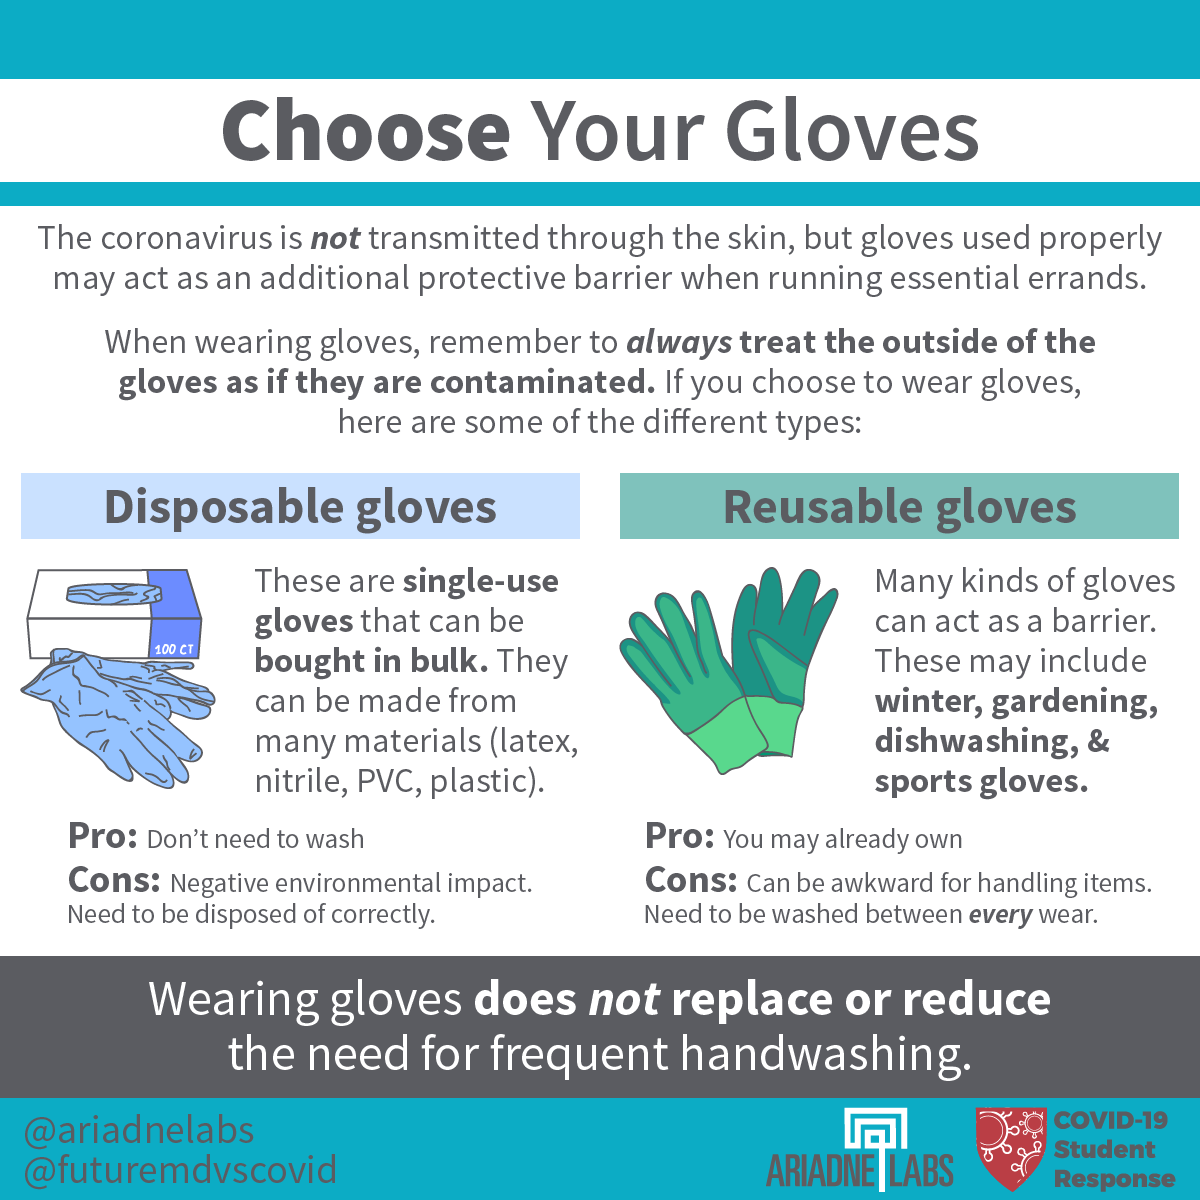 Choose Your Gloves
The coronavirus is not transmitted through the skin, but gloves used properly
may act as an additional protective barrier when running essential errands.
When wearing gloves, remember to always treat the outside of the
gloves as if they are contaminated. If you choose to wear gloves,
here are some of the different types:
Disposable gloves
100 CT
These are single-use
gloves that can be
bought in bulk. They
can be made from
many materials (latex,
nitrile, PVC, plastic).
Pro: Don't need to wash
Cons: Negative environmental impact.
Need to be disposed of correctly.
Reusable gloves
Many kinds of gloves
can act as a barrier.
These may include
winter, gardening,
dishwashing, &
sports gloves.
Pro: You may already own
Cons: Can be awkward for handling items.
Need to be washed between every wear.
Wearing gloves does not replace or reduce
the need for frequent handwashing.
@ariadnelabs
@futuremdvscovid
ARIADNE LABS
COVID-19
Student
Response